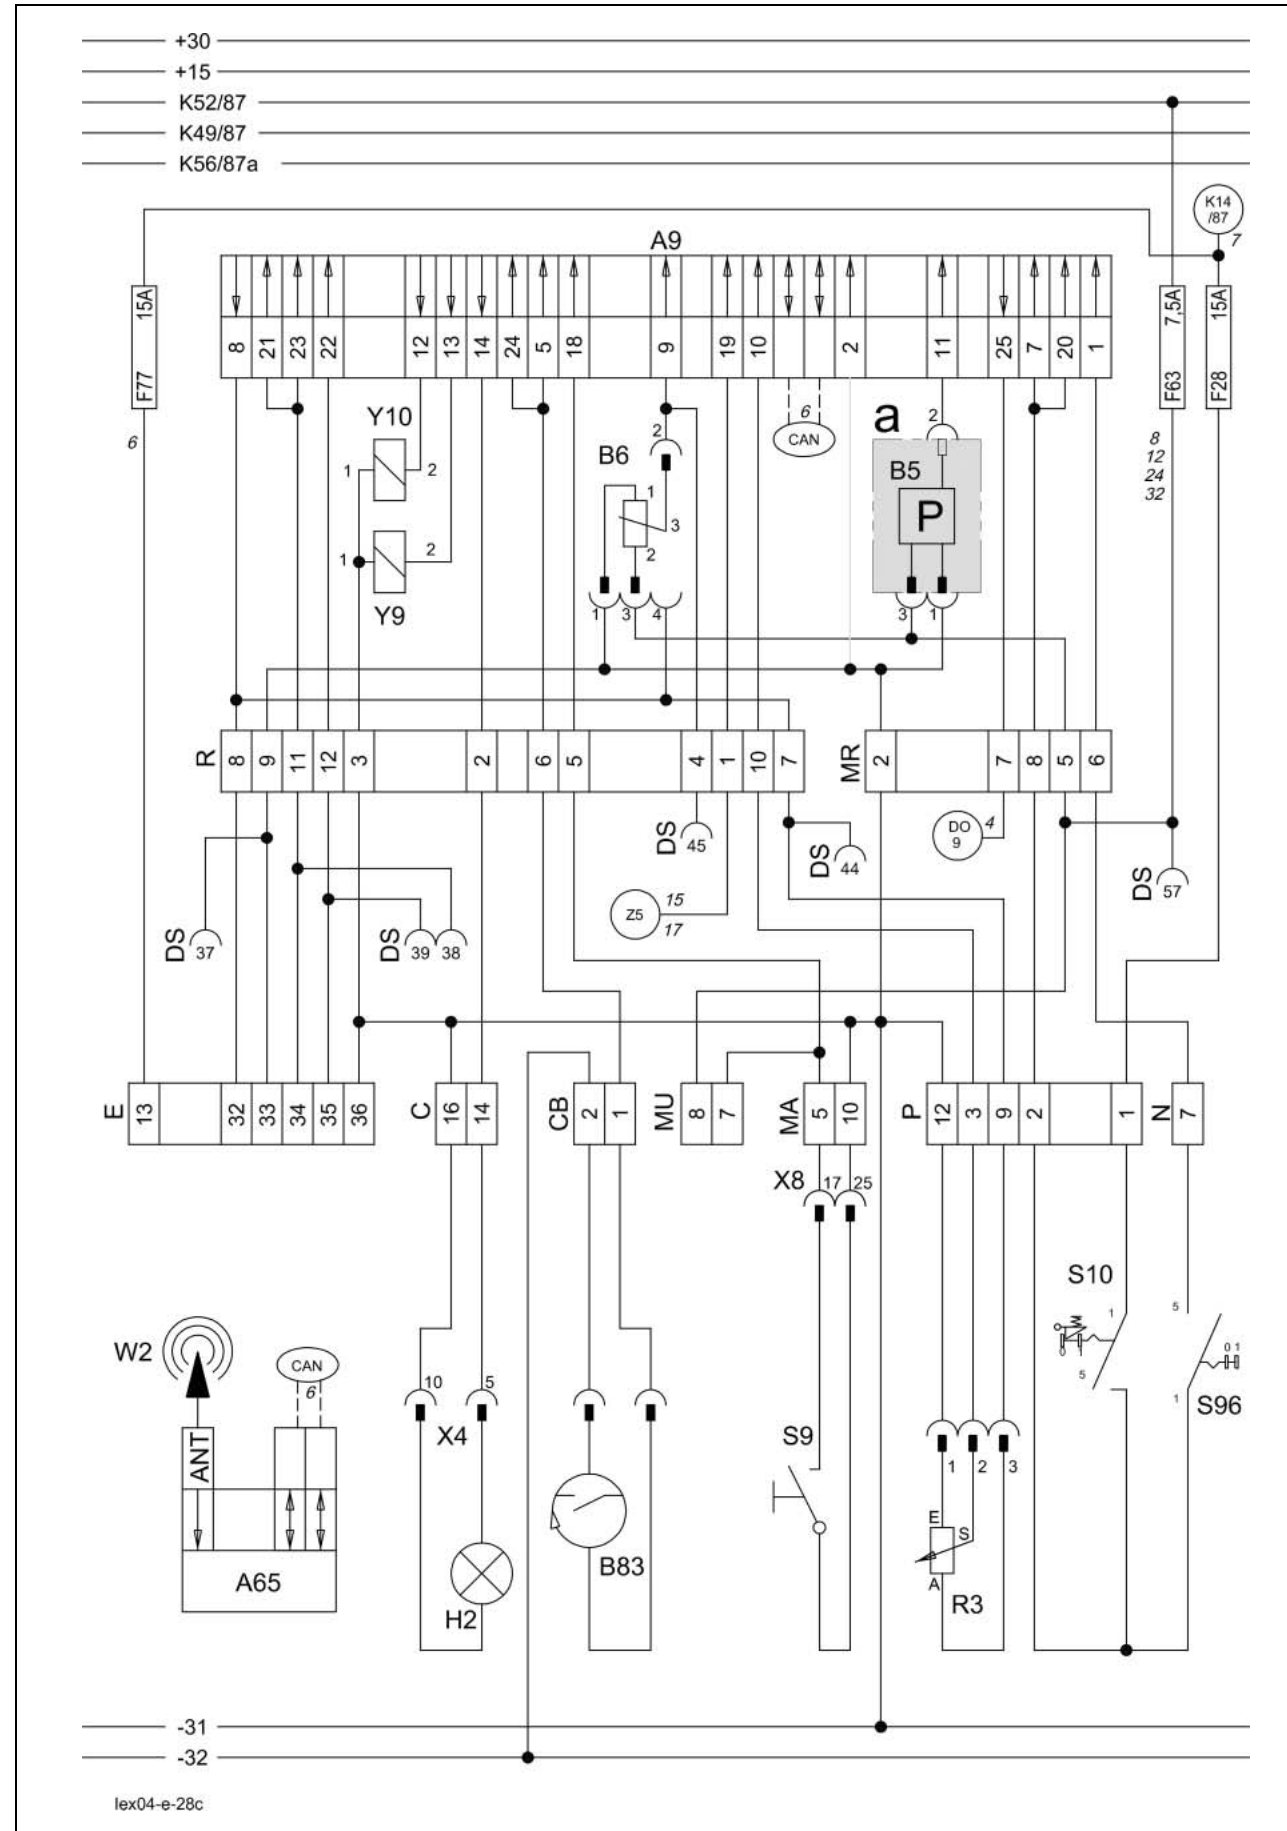 +30
+15
K52/87
K49/87
K56/87a
K14
/87
7
A9
15A
F77
6
8 21 23 22 12 13 14 24 5 18 9 19 10 2 11 25 7 20 1
7,5A
F63
15A
F28
8
12
24
32
Y10
1 2
1 2
Y9
B6
2
1
3
2
1 3 4
6
CAN
a
2
B5
P
3 1
R
8 9 11 12 3 2 6 5 4 1 10 7
MR
2 7 8 5 6
DS 45
DS 44
DO
9
4
DS 57
Z5
15
17
DS 37
DS 39 38
E
13 32 33 34 35 36
C
16 14
CB
2 1
MU
8 7
MA
5 10
P
12 3 9 2 1
N
7
X8 17 25
S10
1
5
0 1
5
0 1
1
S96
W2
CAN
6
ANT
A65
10 5
X4
H2
B83
S9
1 2 3
E
S
A
R3
-31
-32
lex04-e-28c